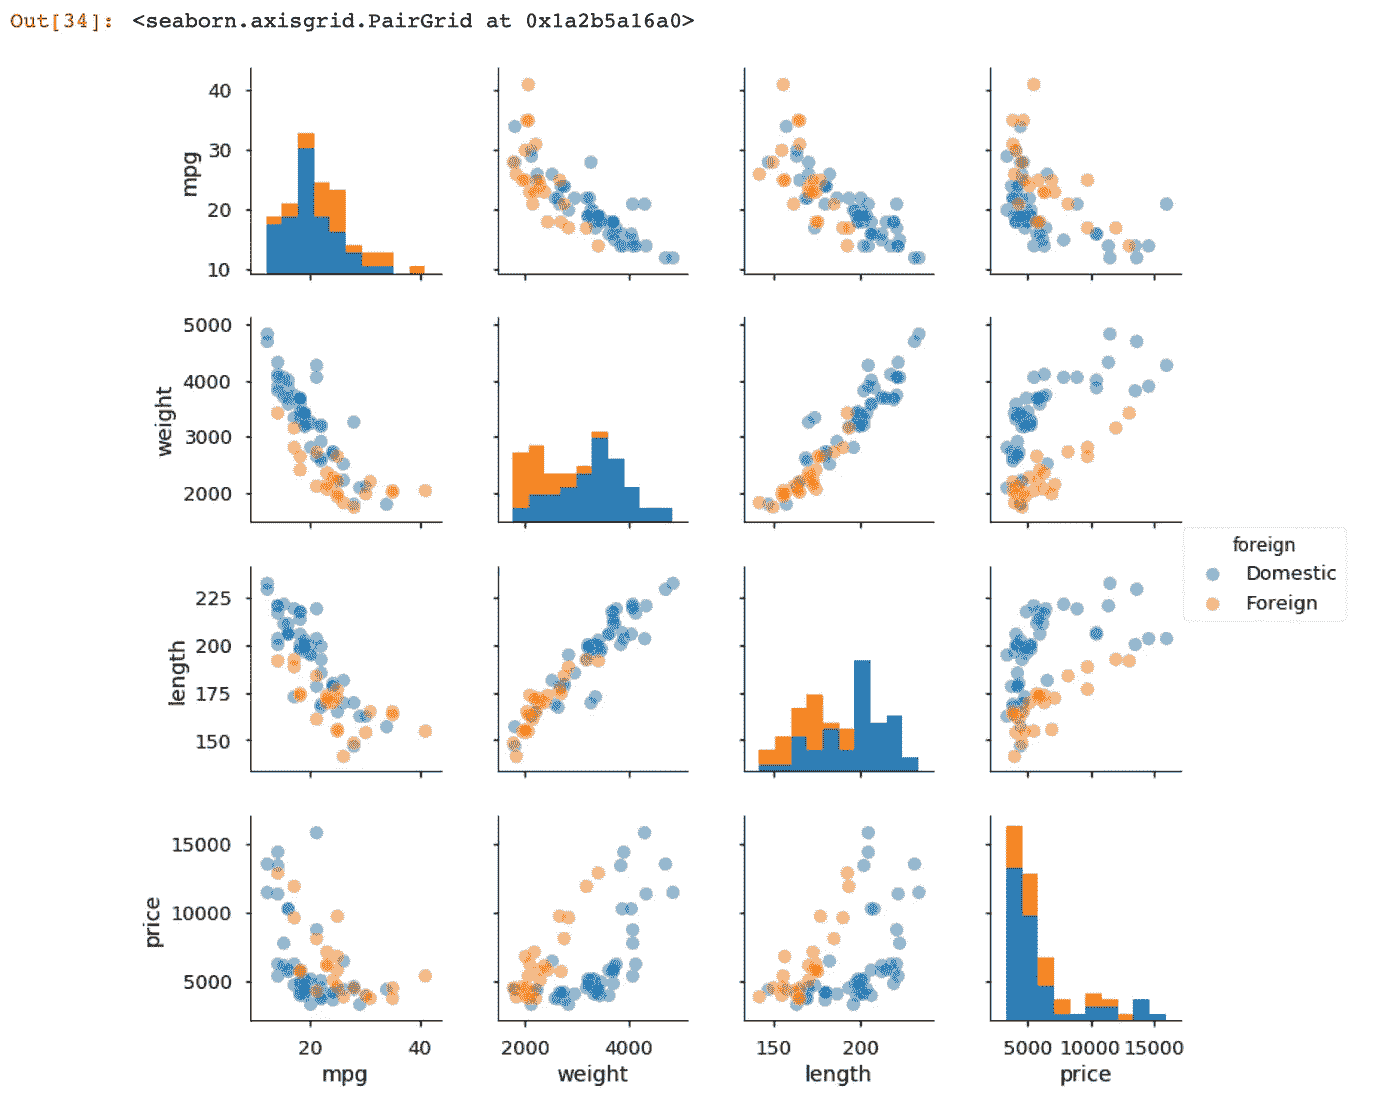 Out[34]: <seaborn.axisgrid.PairGrid at 0x1a2b5a16a0>
40
30
20
10
mpg
5000
4000
3000
2000
weight
foreign
Domestic
Foreign
225
200
175
150
length
15000
10000
5000
price
20 40 2000 4000 150 200 5000 10000 15000
mpg weight length price